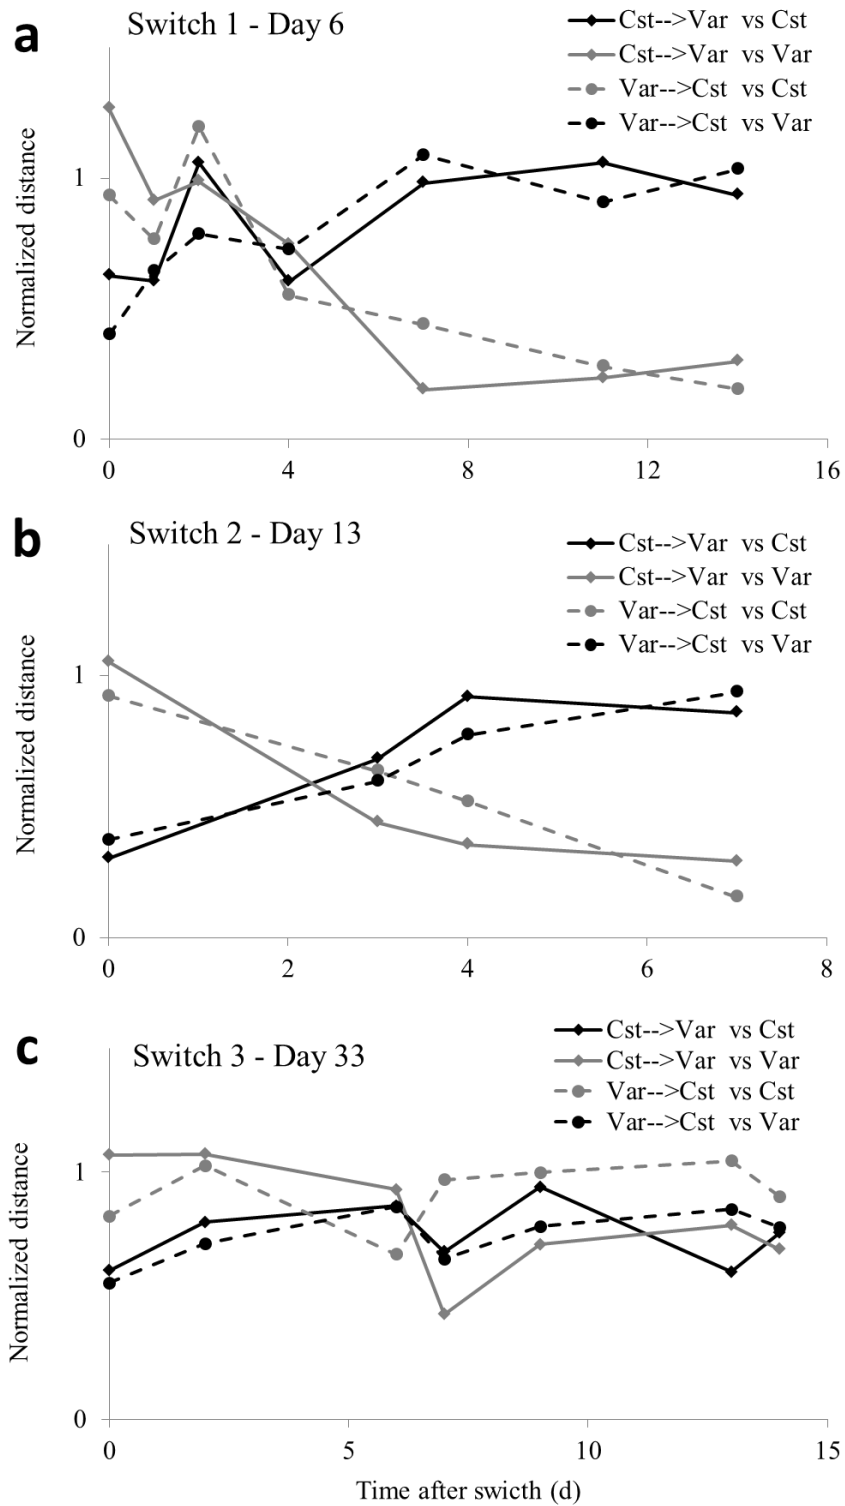 a
Switch 1 - Day 6
Cst-->Var vs Cst
Cst-->Var vs Var
Var-->Cst vs Cst
Var-->Cst vs Var
Normalized distance
1
0
0 4 8 12 16
b
Switch 2 - Day 13
Cst-->Var vs Cst
Cst-->Var vs Var
Var-->Cst vs Cst
Var-->Cst vs Var
Normalized distance
1
0
0 2 4 6 8
c
Switch 3 - Day 33
Cst-->Var vs Cst
Cst-->Var vs Var
Var-->Cst vs Cst
Var-->Cst vs Var
Normalized distance
1
0
0 5 10 15
Time after swicth (d)